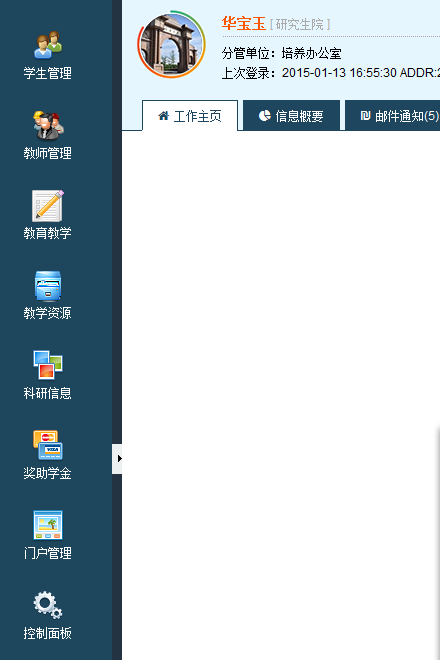 华宝玉 [ 研究生院 ]
分管单位：培养办公室
上次登录：2015-01-13 16:55:30 ADDR:2
工作主页
信息概要
邮件通知(5)
学生管理
教师管理
教育教学
教学资源
科研信息
奖助学金
门户管理
控制面板